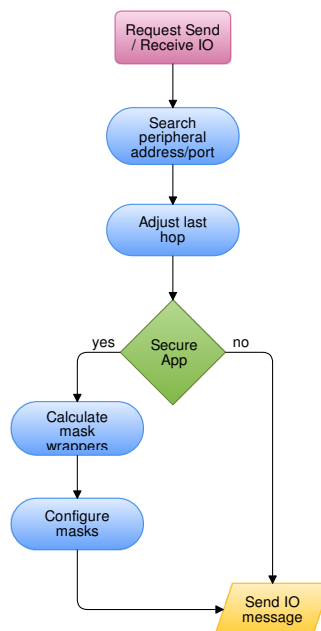 Request Send
/ Receive IO
Search
peripheral
address/port
Adjust last
hop
Secure
App
yes
no
Calculate
mask
wrappers
Configure
masks
Send IO
message